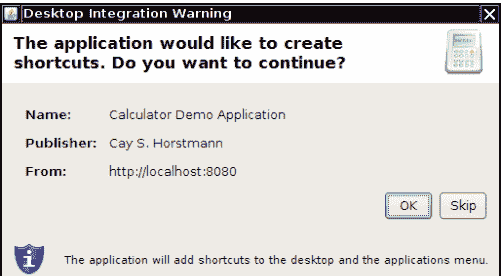 Desktop Integration Warning
The application would like to create
shortcuts. Do you want to continue?
Name: Calculator Demo Application
Publisher: Cay S. Horstmann
From: http://localhost:8080
OK Skip
The application will add shortcuts to the desktop and the applications menu.